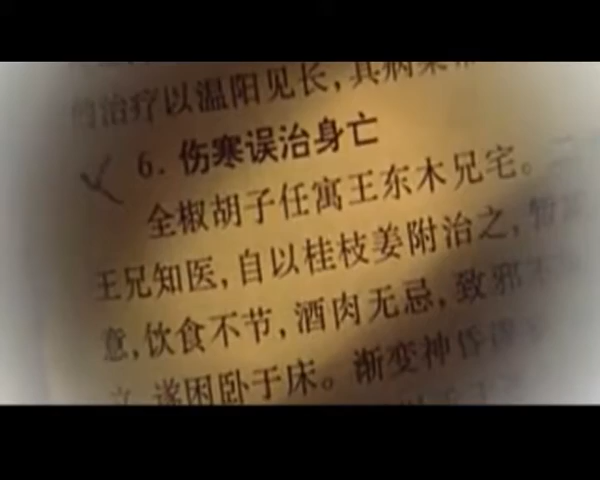 的治疗以温阳见长,其病案
6. 伤寒误治身亡
全椒胡子任寓王东木兄宅。
王兄知医,自以桂枝姜附治之,暂
意,饮食不节,酒肉无忌,致邪不
遂困卧于床。渐变神昏